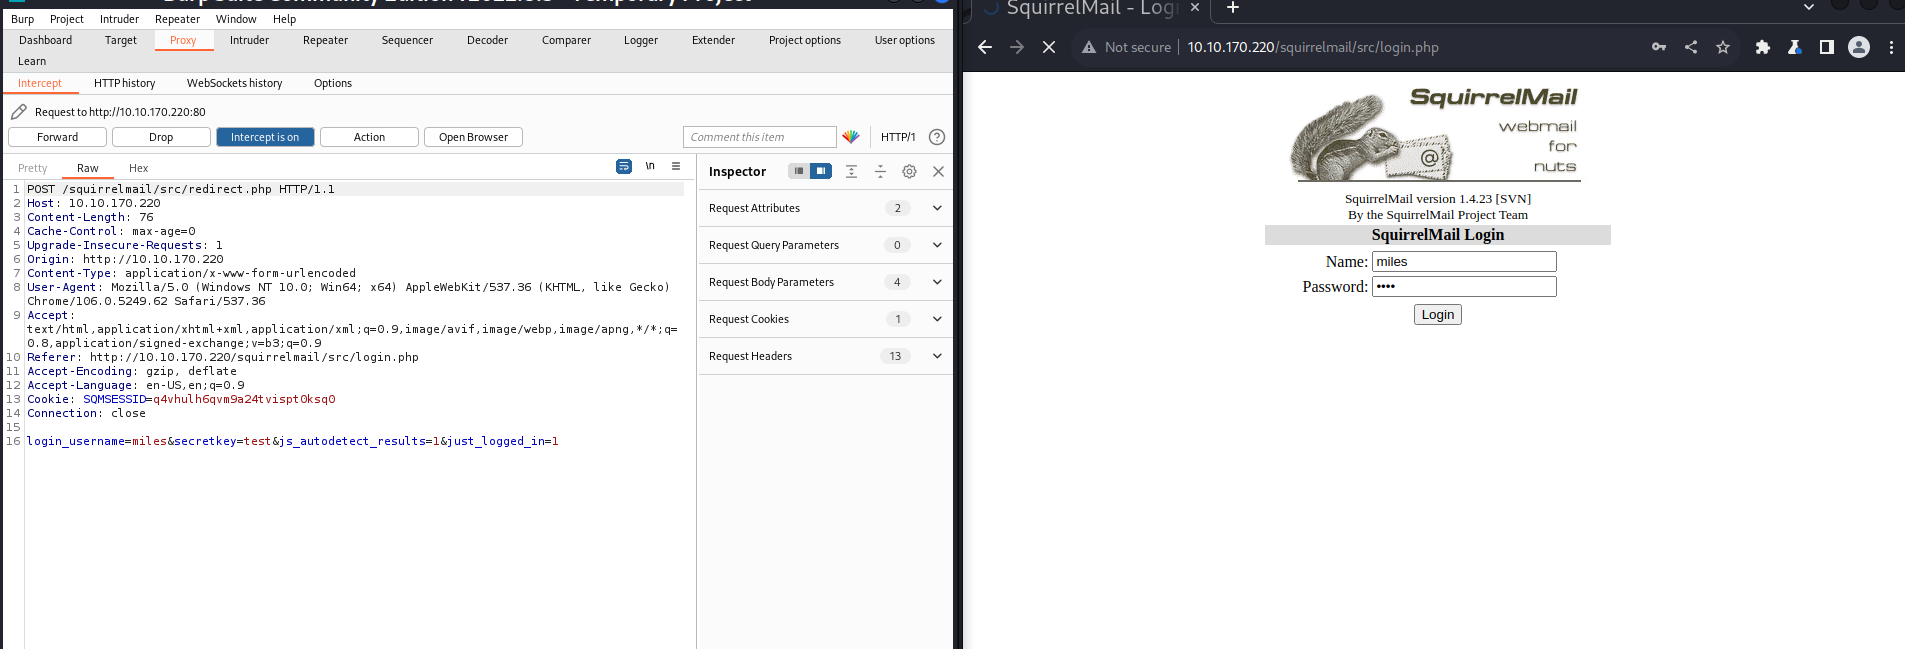 Burp Project Intruder Repeater Window Help
Dashboard Target Proxy Intruder Repeater Sequencer Decoder Comparer Logger Extender Project options User options
Learn
Intercept HTTP history WebSockets history Options
Request to http://10.10.170.220:80
Forward Drop Intercept is on Action Open Browser Comment this item HTTP/1 ?
Pretty Raw Hex \n
1 POST /squirrelmail/src/redirect.php HTTP/1.1
2 Host: 10.10.170.220
3 Content-Length: 76
4 Cache-Control: max-age=0
5 Upgrade-Insecure-Requests: 1
6 Origin: http://10.10.170.220
7 Content-Type: application/x-www-form-urlencoded
8 User-Agent: Mozilla/5.0 (Windows NT 10.0; Win64; x64) AppleWebKit/537.36 (KHTML, like Gecko)
Chrome/106.0.5249.62 Safari/537.36
9 Accept:
text/html,application/xhtml+xml,application/xml;q=0.9,image/avif,image/webp,image/apng,*/*;q=
0.8,application/signed-exchange;v=b3;q=0.9
10 Referer: http://10.10.170.220/squirrelmail/src/login.php
11 Accept-Encoding: gzip, deflate
12 Accept-Language: en-US,en;q=0.9
13 Cookie: SQMSESSID=q4vhulh6qvm9a24tvispt0ksq0
14 Connection: close
15
16 login_username=miles&secretkey=test&js_autodetect_results=1&just_logged_in=1
Inspector
Request Attributes 2
Request Query Parameters 0
Request Body Parameters 4
Request Cookies 1
Request Headers 13
SquirrelMail - Logi
Not secure | 10.10.170.220/squirrelmail/src/login.php
SquirrelMail
webmail
for
nuts
@
SquirrelMail version 1.4.23 [SVN]
By the SquirrelMail Project Team
SquirrelMail Login
Name: miles
Password: ••••
Login